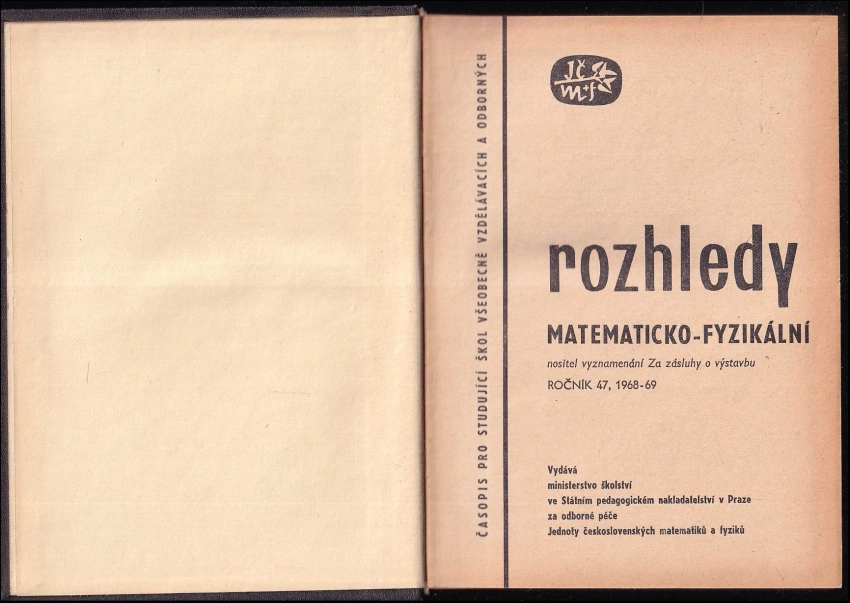 ČASOPIS PRO STUDUJÍCÍ ŠKOL VŠEOBECNĚ VZDĚLÁVACÍCH A ODBORNÝCH
JČ
M+f
rozhledy
MATEMATICKO-FYZIKÁLNÍ
nositel vyznamenání Za zásluhy o výstavbu
ROČNÍK 47, 1968-69
Vydává
ministerstvo školství
ve Státním pedagogickém nakladatelství v Praze
za odborné péče
Jednoty československých matematiků a fyziků